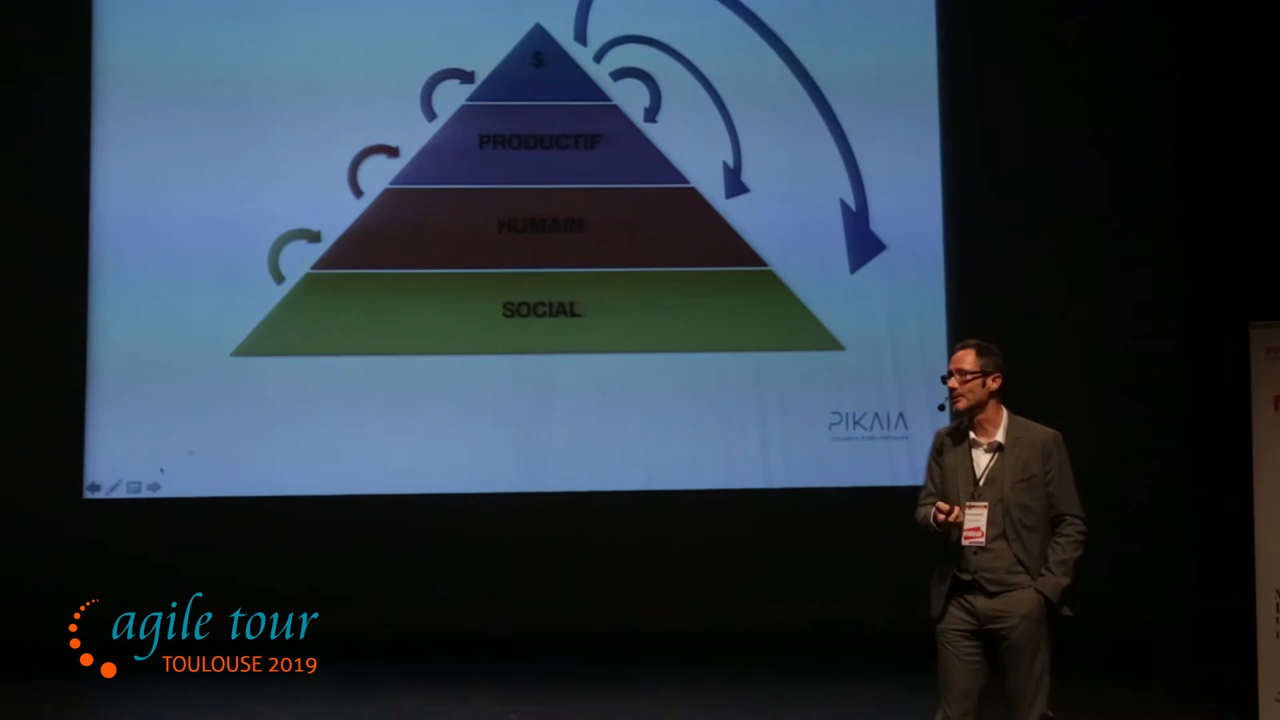 $
PRODUCTIF
HUMAIN
SOCIAL
PIKAIA
agile tour
TOULOUSE 2019